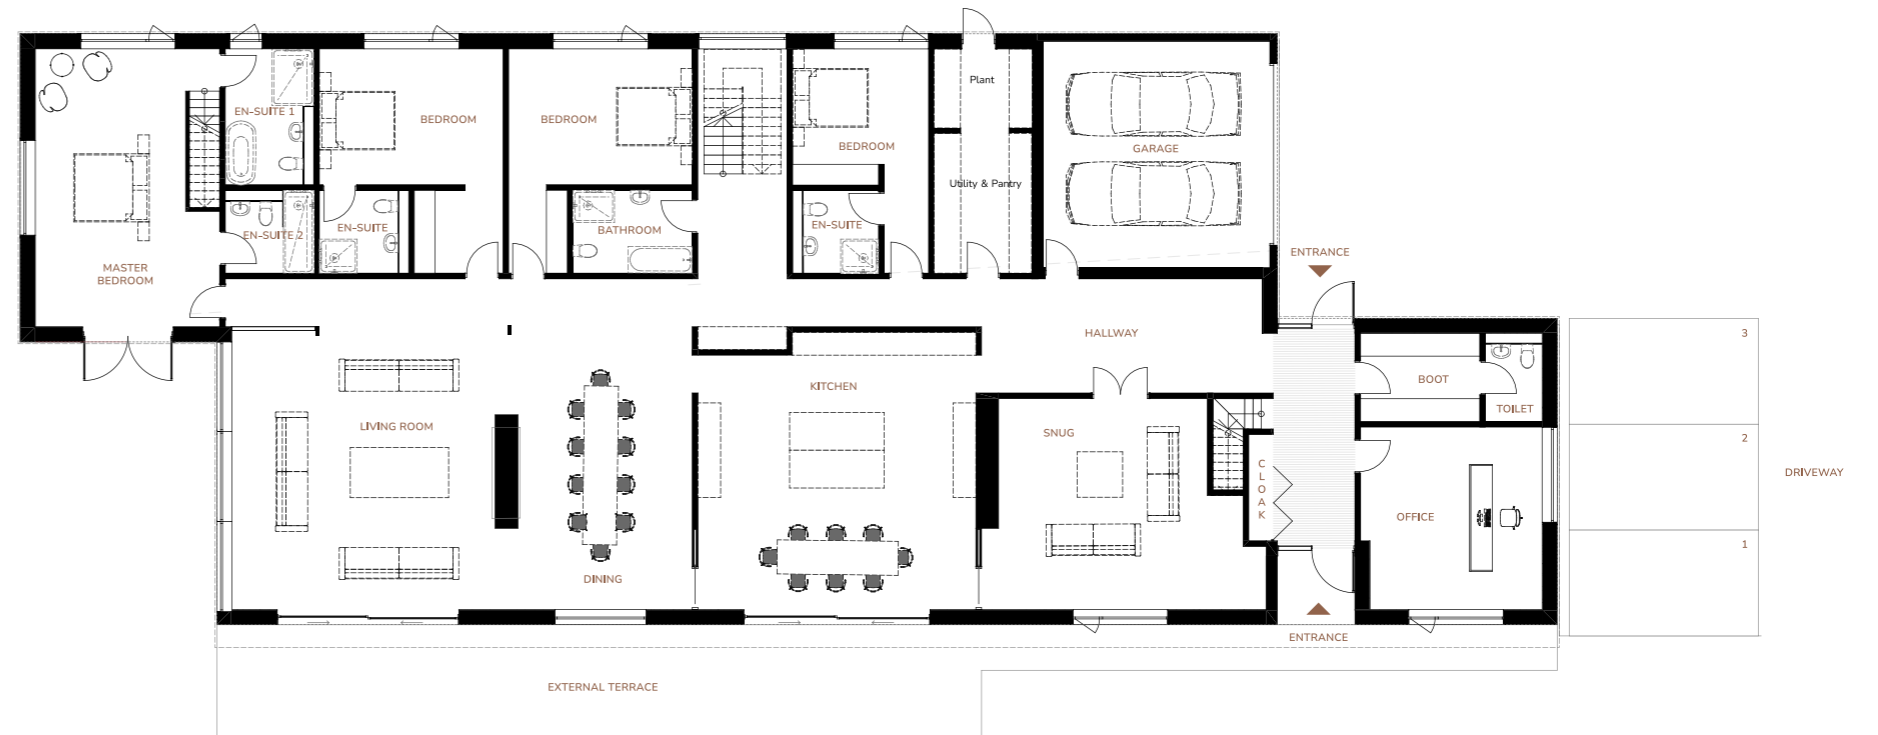 Plant
EN-SUITE 1
BEDROOM
BEDROOM
BEDROOM
GARAGE
Utility & Pantry
EN-SUITE 2
EN-SUITE
BATHROOM
EN-SUITE
MASTER
BEDROOM
ENTRANCE
HALLWAY
3
KITCHEN
BOOT
TOILET
LIVING ROOM
SNUG
2
DRIVEWAY
C
L
O
A
K
OFFICE
1
DINING
ENTRANCE
EXTERNAL TERRACE